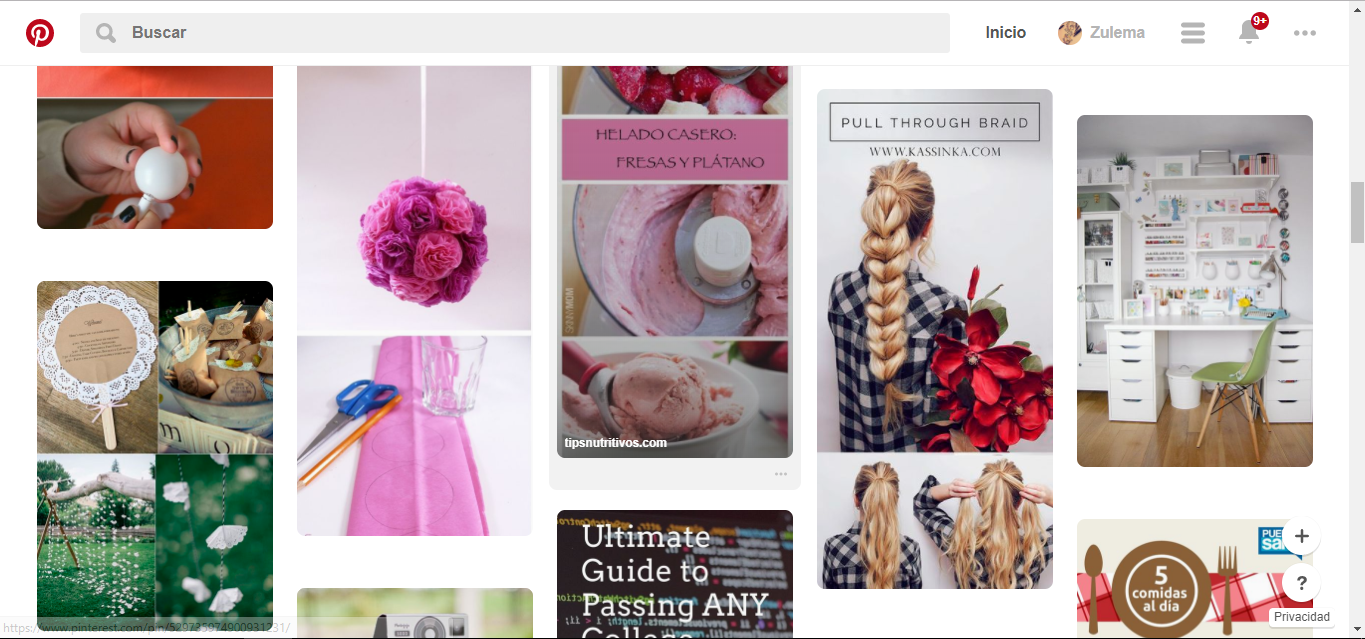 Buscar
Inicio
Zulema
9+
HELADO CASERO:
FRESAS Y PLÁTANO
tipsnutritivos.com
Ultimate
Guide to
Passing ANY
College
PULL THROUGH BRAID
WWW.KASSINKA.COM
5
comidas
al día
+
?
Privacidad
https://www.pinterest.com/pin/529735974900931231/